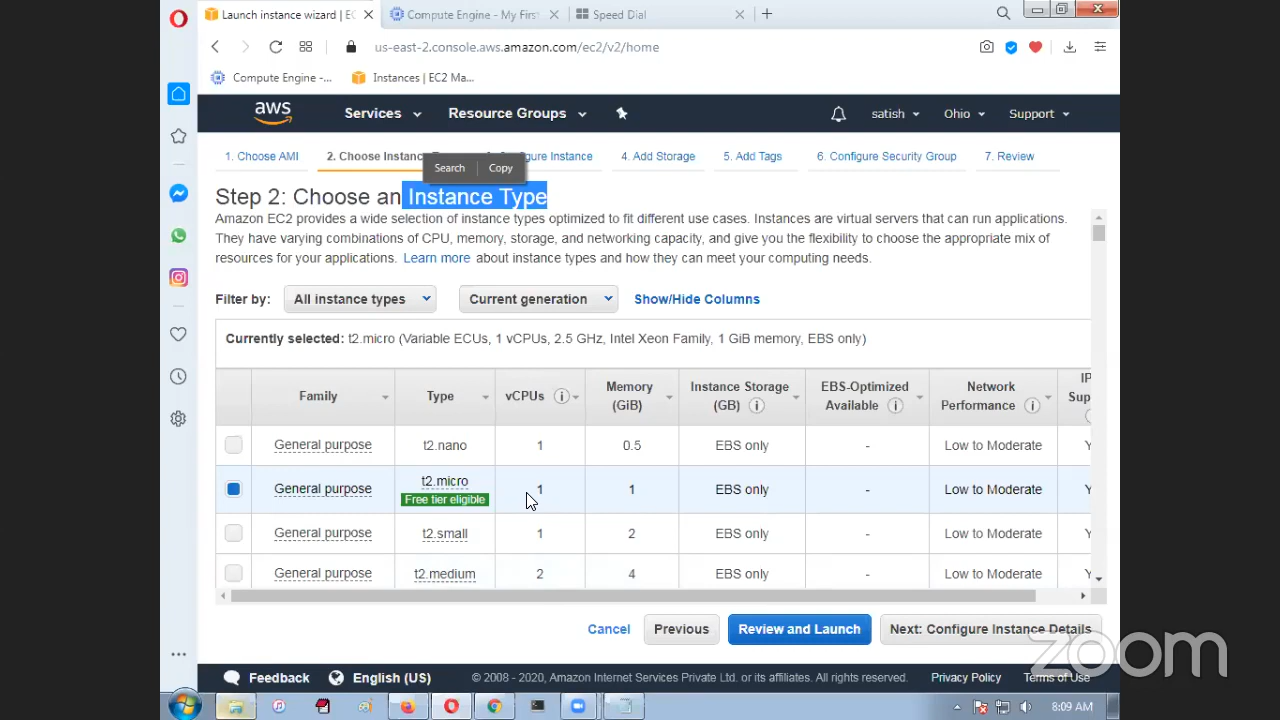 Launch instance wizard | EC
Compute Engine - My First
Speed Dial
us-east-2.console.aws.amazon.com/ec2/v2/home
Compute Engine -...
Instances | EC2 Ma...
aws
Services
Resource Groups
satish
Ohio
Support
1. Choose AMI
2. Choose Instanc
Search
Copy
figure Instance
4. Add Storage
5. Add Tags
6. Configure Security Group
7. Review
Step 2: Choose an Instance Type
Amazon EC2 provides a wide selection of instance types optimized to fit different use cases. Instances are virtual servers that can run applications.
They have varying combinations of CPU, memory, storage, and networking capacity, and give you the flexibility to choose the appropriate mix of
resources for your applications. Learn more about instance types and how they can meet your computing needs.
Filter by: All instance types Current generation Show/Hide Columns
Currently selected: t2.micro (Variable ECUs, 1 vCPUs, 2.5 GHz, Intel Xeon Family, 1 GiB memory, EBS only)
Family Type vCPUs Memory (GiB) Instance Storage (GB) EBS-Optimized Available Network Performance IP Sup
General purpose t2.nano 1 0.5 EBS only - Low to Moderate Y
General purpose t2.micro 1 1 EBS only - Low to Moderate Y
Free tier eligible
General purpose t2.small 1 2 EBS only - Low to Moderate Y
General purpose t2.medium 2 4 EBS only - Low to Moderate Y
Cancel Previous Review and Launch Next: Configure Instance Details
zoom
Feedback English (US) © 2008 - 2020, Amazon Internet Services Private Ltd. or its affiliates. All rights reserved. Privacy Policy Terms of Use
8:09 AM